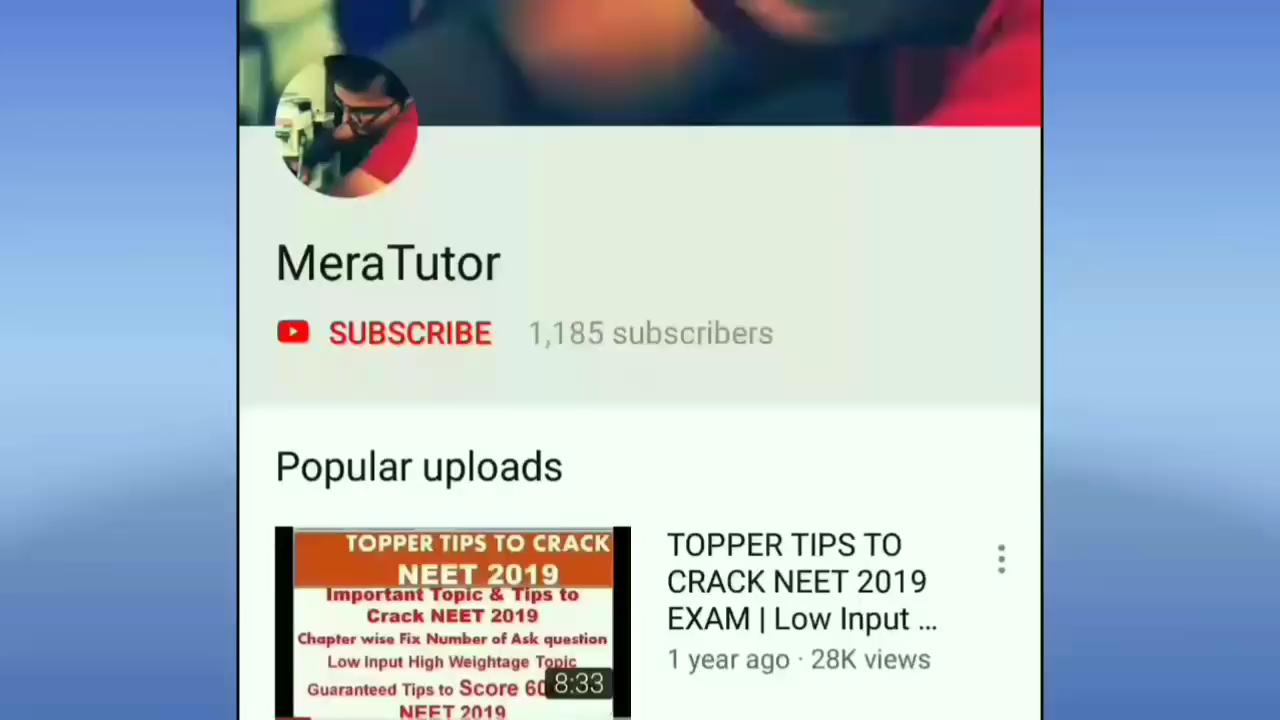 MeraTutor
SUBSCRIBE 1,185 subscribers
Popular uploads
TOPPER TIPS TO CRACK
NEET 2019
Important Topic & Tips to
Crack NEET 2019
Chapter wise Fix Number of Ask question
Low Input High Weightage Topic
Guaranteed Tips to Score
NEET 2019
8:33
TOPPER TIPS TO
CRACK NEET 2019
EXAM | Low Input ...
1 year ago · 28K views